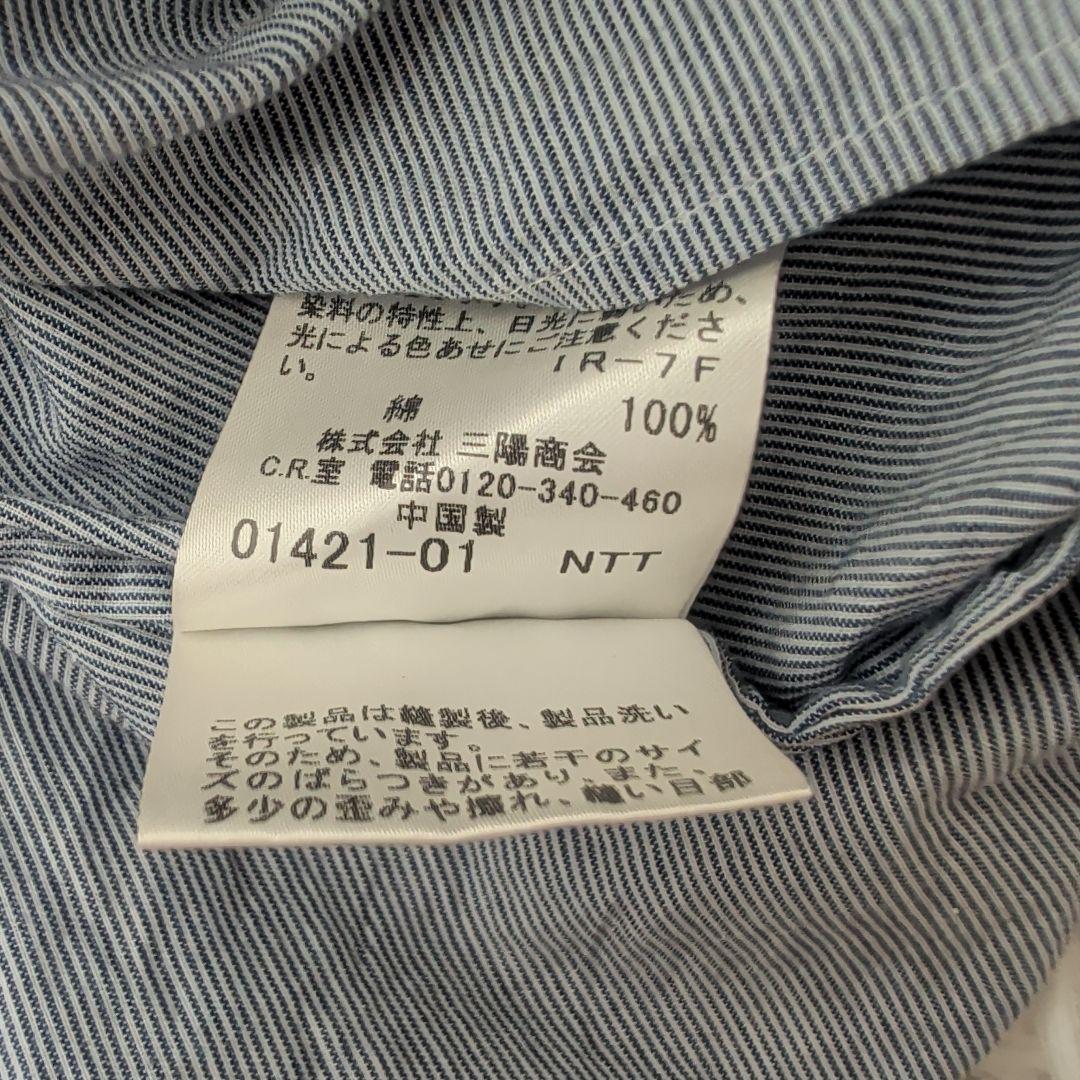 染料の特性上、日光に弱いため、
光による色あせにご注意くださ
い。 IR-7F
綿 100%
株式会社 三陽商会
C.R.室 電話0120-340-460
中国製
01421-01 NTT
この製品は縫製後、製品洗い
を行っています。
そのため、製品に若干のサイ
ズのばらつきがあり、また、
多少の歪みや擦れ、縫い目部